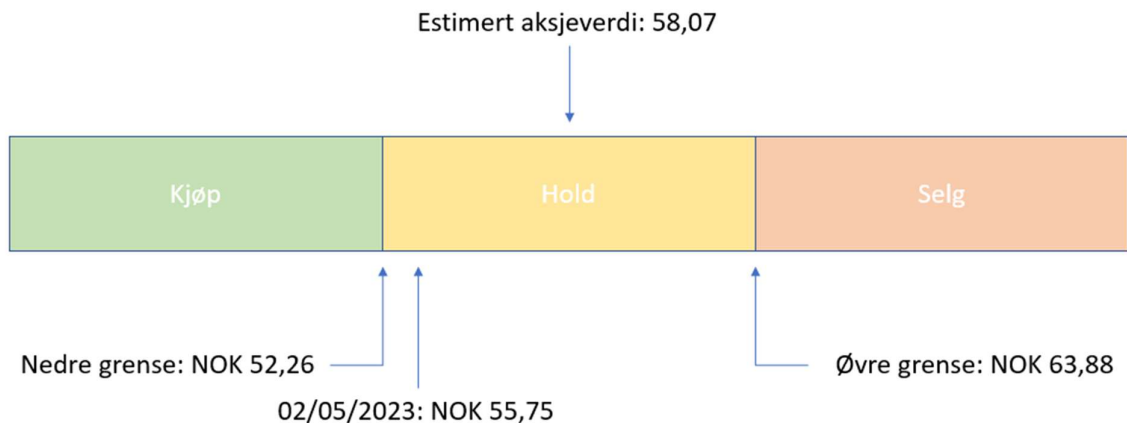 Estimert aksjeverdi: 58,07
Kjøp
Hold
Selg
Nedre grense: NOK 52,26
Øvre grense: NOK 63,88
02/05/2023: NOK 55,75